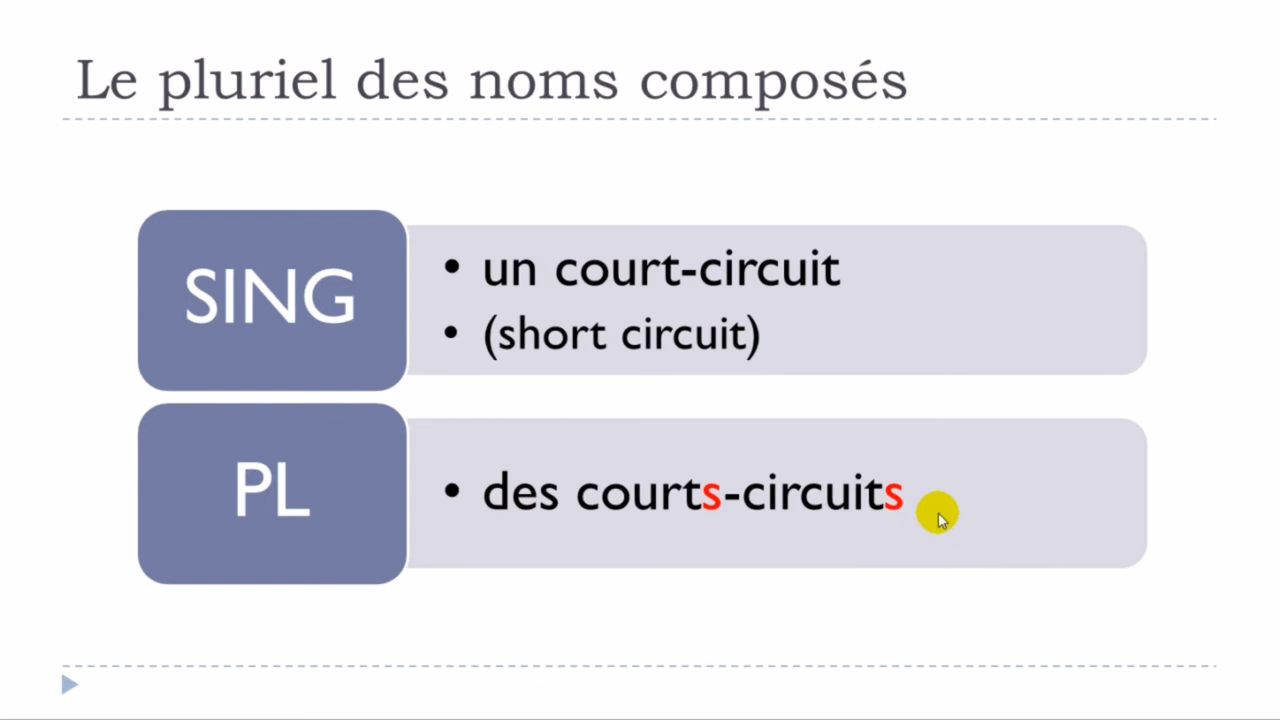 Le pluriel des noms composés
SING
• un court-circuit
• (short circuit)
PL
• des courts-circuits